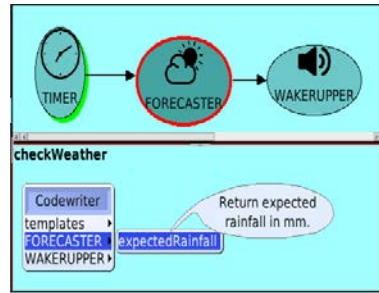 TIMER
FORECASTER
WAKERUPPER
checkWeather
Codewriter
templates
FORECASTER
WAKERUPPER
expectedRainfall
Return expected
rainfall in mm.